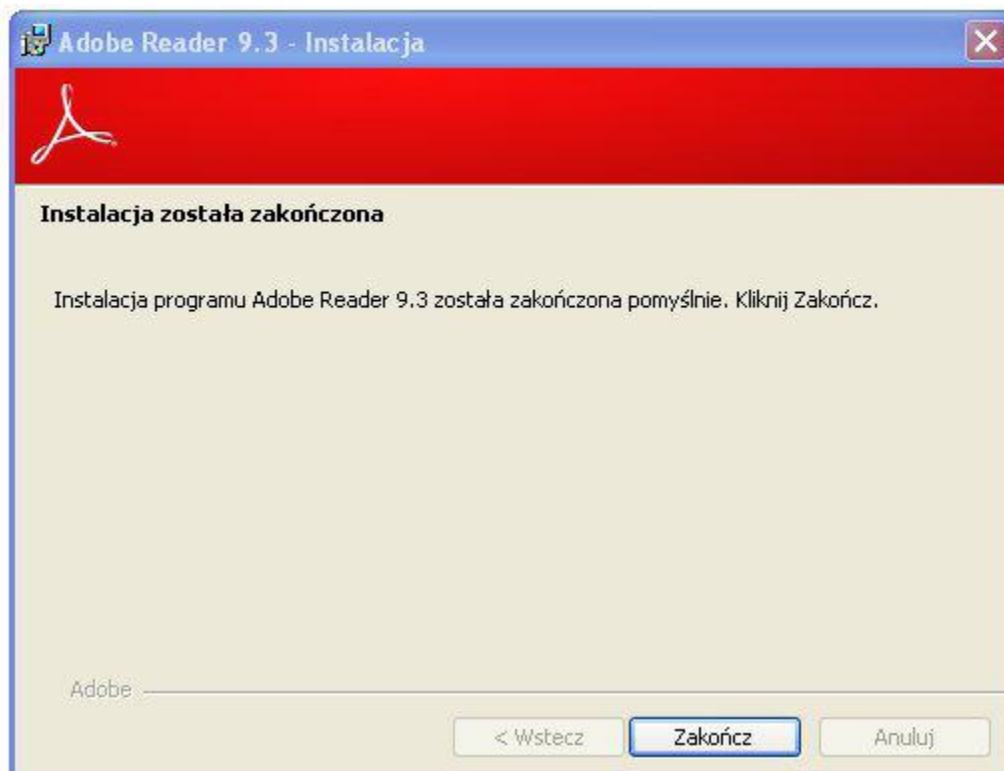 Adobe Reader 9.3 - Instalacja
Instalacja została zakończona
Instalacja programu Adobe Reader 9.3 została zakończona pomyślnie. Kliknij Zakończ.
Adobe
< Wstecz Zakończ Anuluj